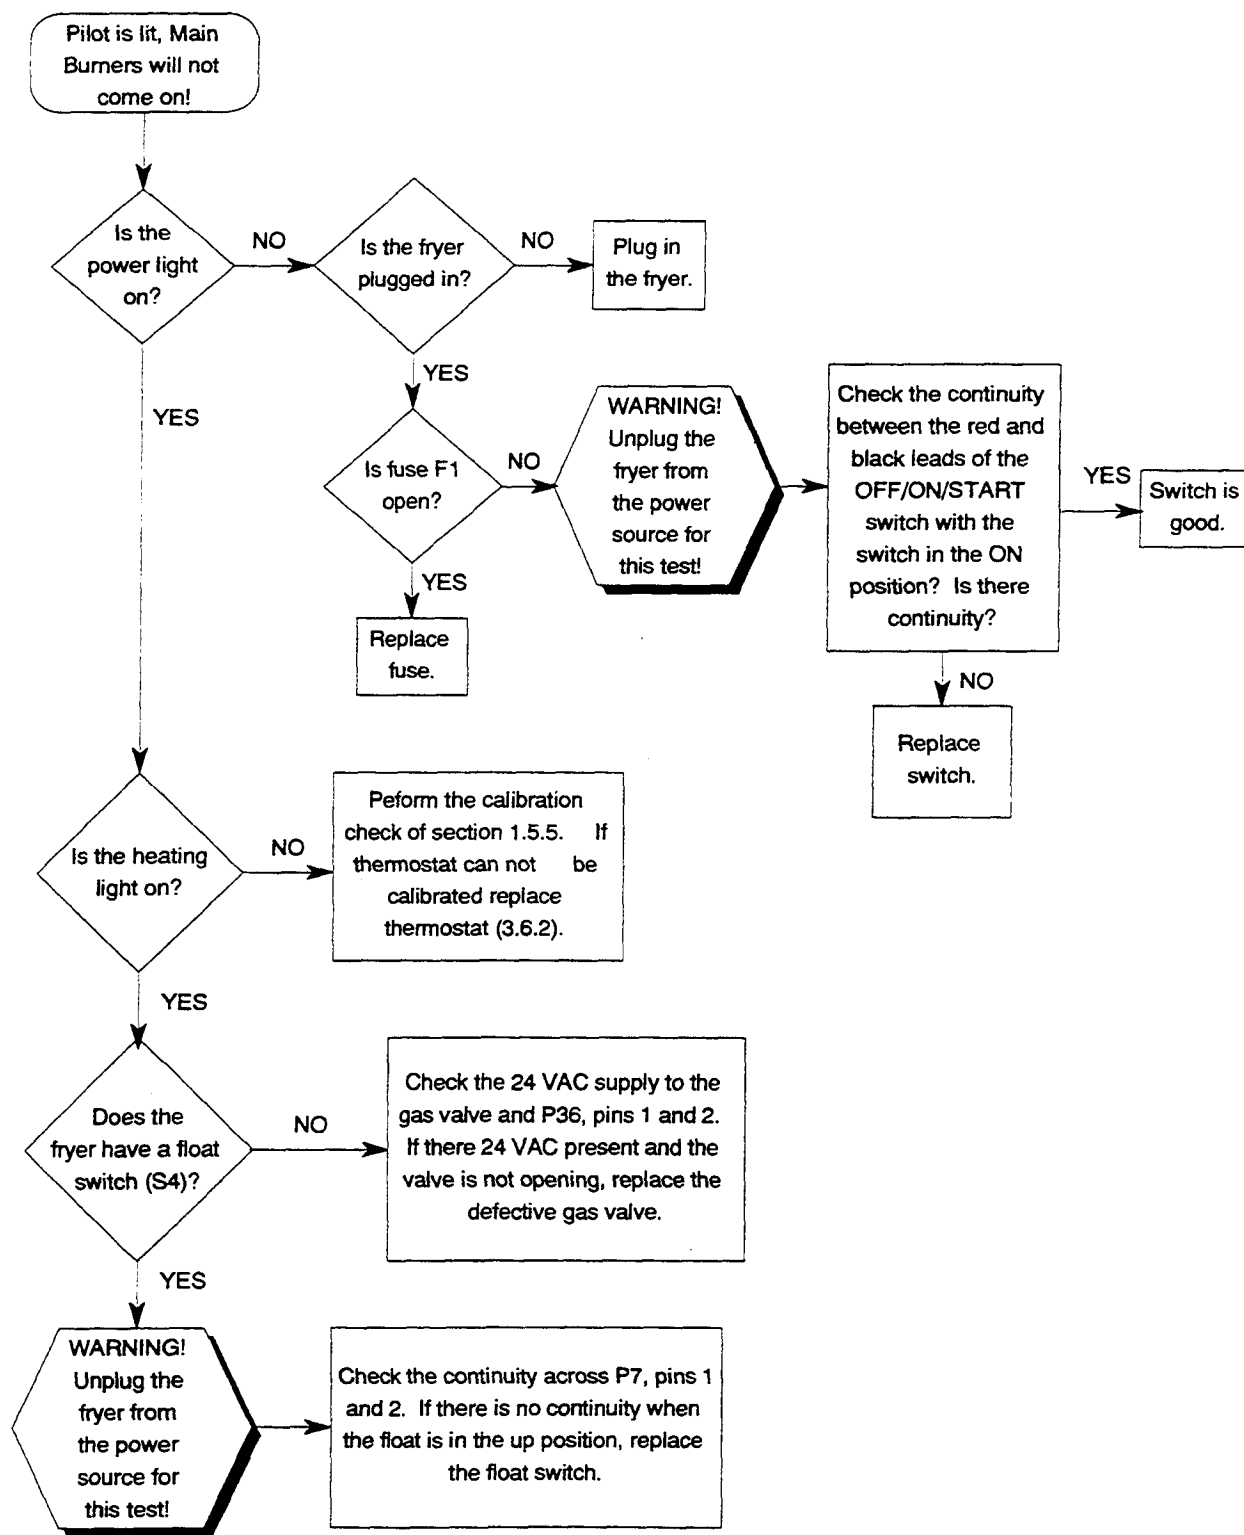 Pilot is lit, Main
Burners will not
come on!
Is the
power light
on?
NO
Is the fryer
plugged in?
NO
Plug in
the fryer.
YES
YES
Is fuse F1
open?
NO
WARNING!
Unplug the
fryer from
the power
source for
this test!
Check the continuity
between the red and
black leads of the
OFF/ON/START
switch with the
switch in the ON
position? Is there
continuity?
YES
Switch is
good.
YES
Replace
fuse.
NO
Replace
switch.
Is the heating
light on?
NO
Peform the calibration
check of section 1.5.5. If
thermostat can not be
calibrated replace
thermostat (3.6.2).
YES
Does the
fryer have a float
switch (S4)?
NO
Check the 24 VAC supply to the
gas valve and P36, pins 1 and 2.
If there 24 VAC present and the
valve is not opening, replace the
defective gas valve.
YES
WARNING!
Unplug the
fryer from
the power
source for
this test!
Check the continuity across P7, pins 1
and 2. If there is no continuity when
the float is in the up position, replace
the float switch.